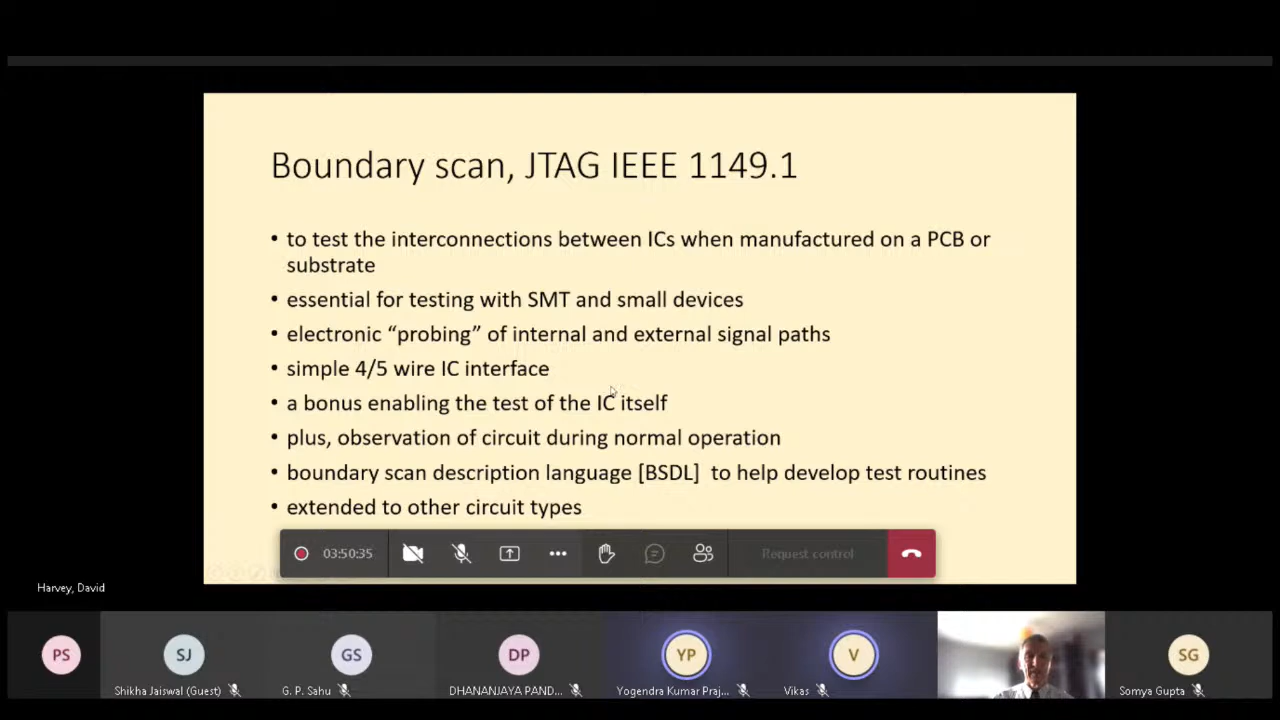 Boundary scan, JTAG IEEE 1149.1
• to test the interconnections between ICs when manufactured on a PCB or
substrate
• essential for testing with SMT and small devices
• electronic “probing” of internal and external signal paths
• simple 4/5 wire IC interface
• a bonus enabling the test of the IC itself
• plus, observation of circuit during normal operation
• boundary scan description language [BSDL] to help develop test routines
• extended to other circuit types
03:50:35
Request control
Harvey, David
PS
SJ
GS
DP
YP
V
SG
Shikha Jaiswal (Guest)
G. P. Sahu
DHANANJAYA PAND...
Yogendra Kumar Praj...
Vikas
Somya Gupta